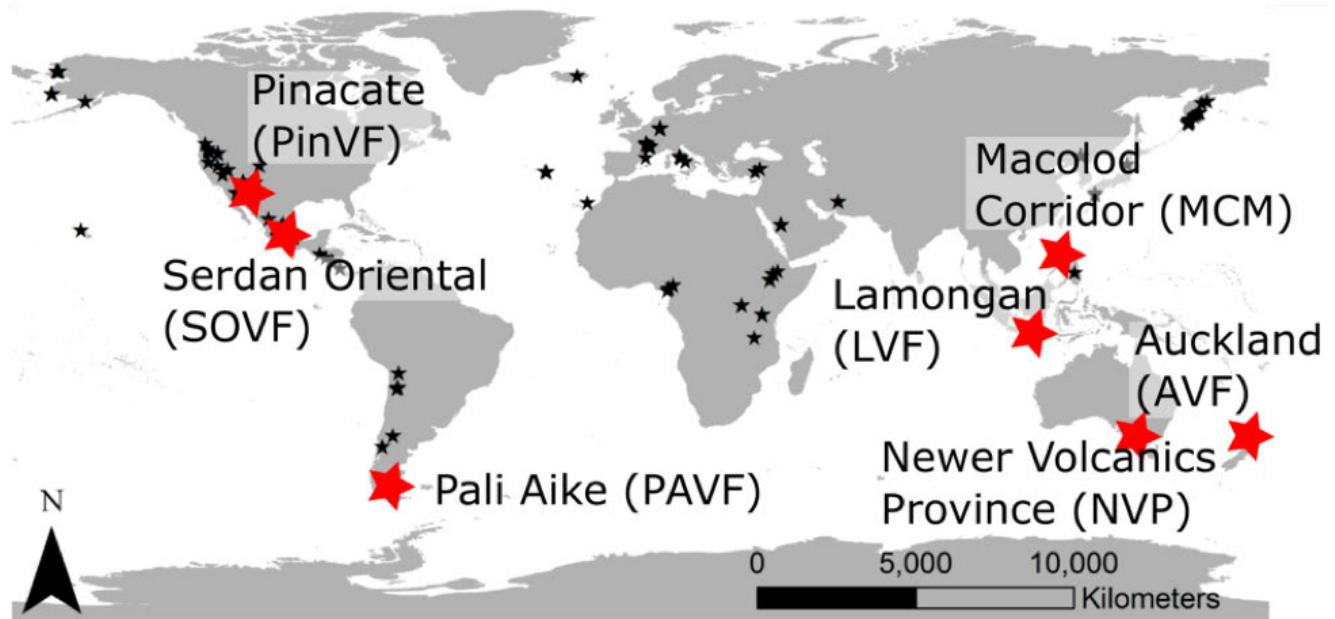 Pinacate
(PinVF)
Serdan Oriental
(SOVF)
Macolod
Corridor (MCM)
Lamongan
(LVF)
Auckland
(AVF)
Newer Volcanics
Province (NVP)
Pali Aike (PAVF)
N
0 5,000 10,000
Kilometers